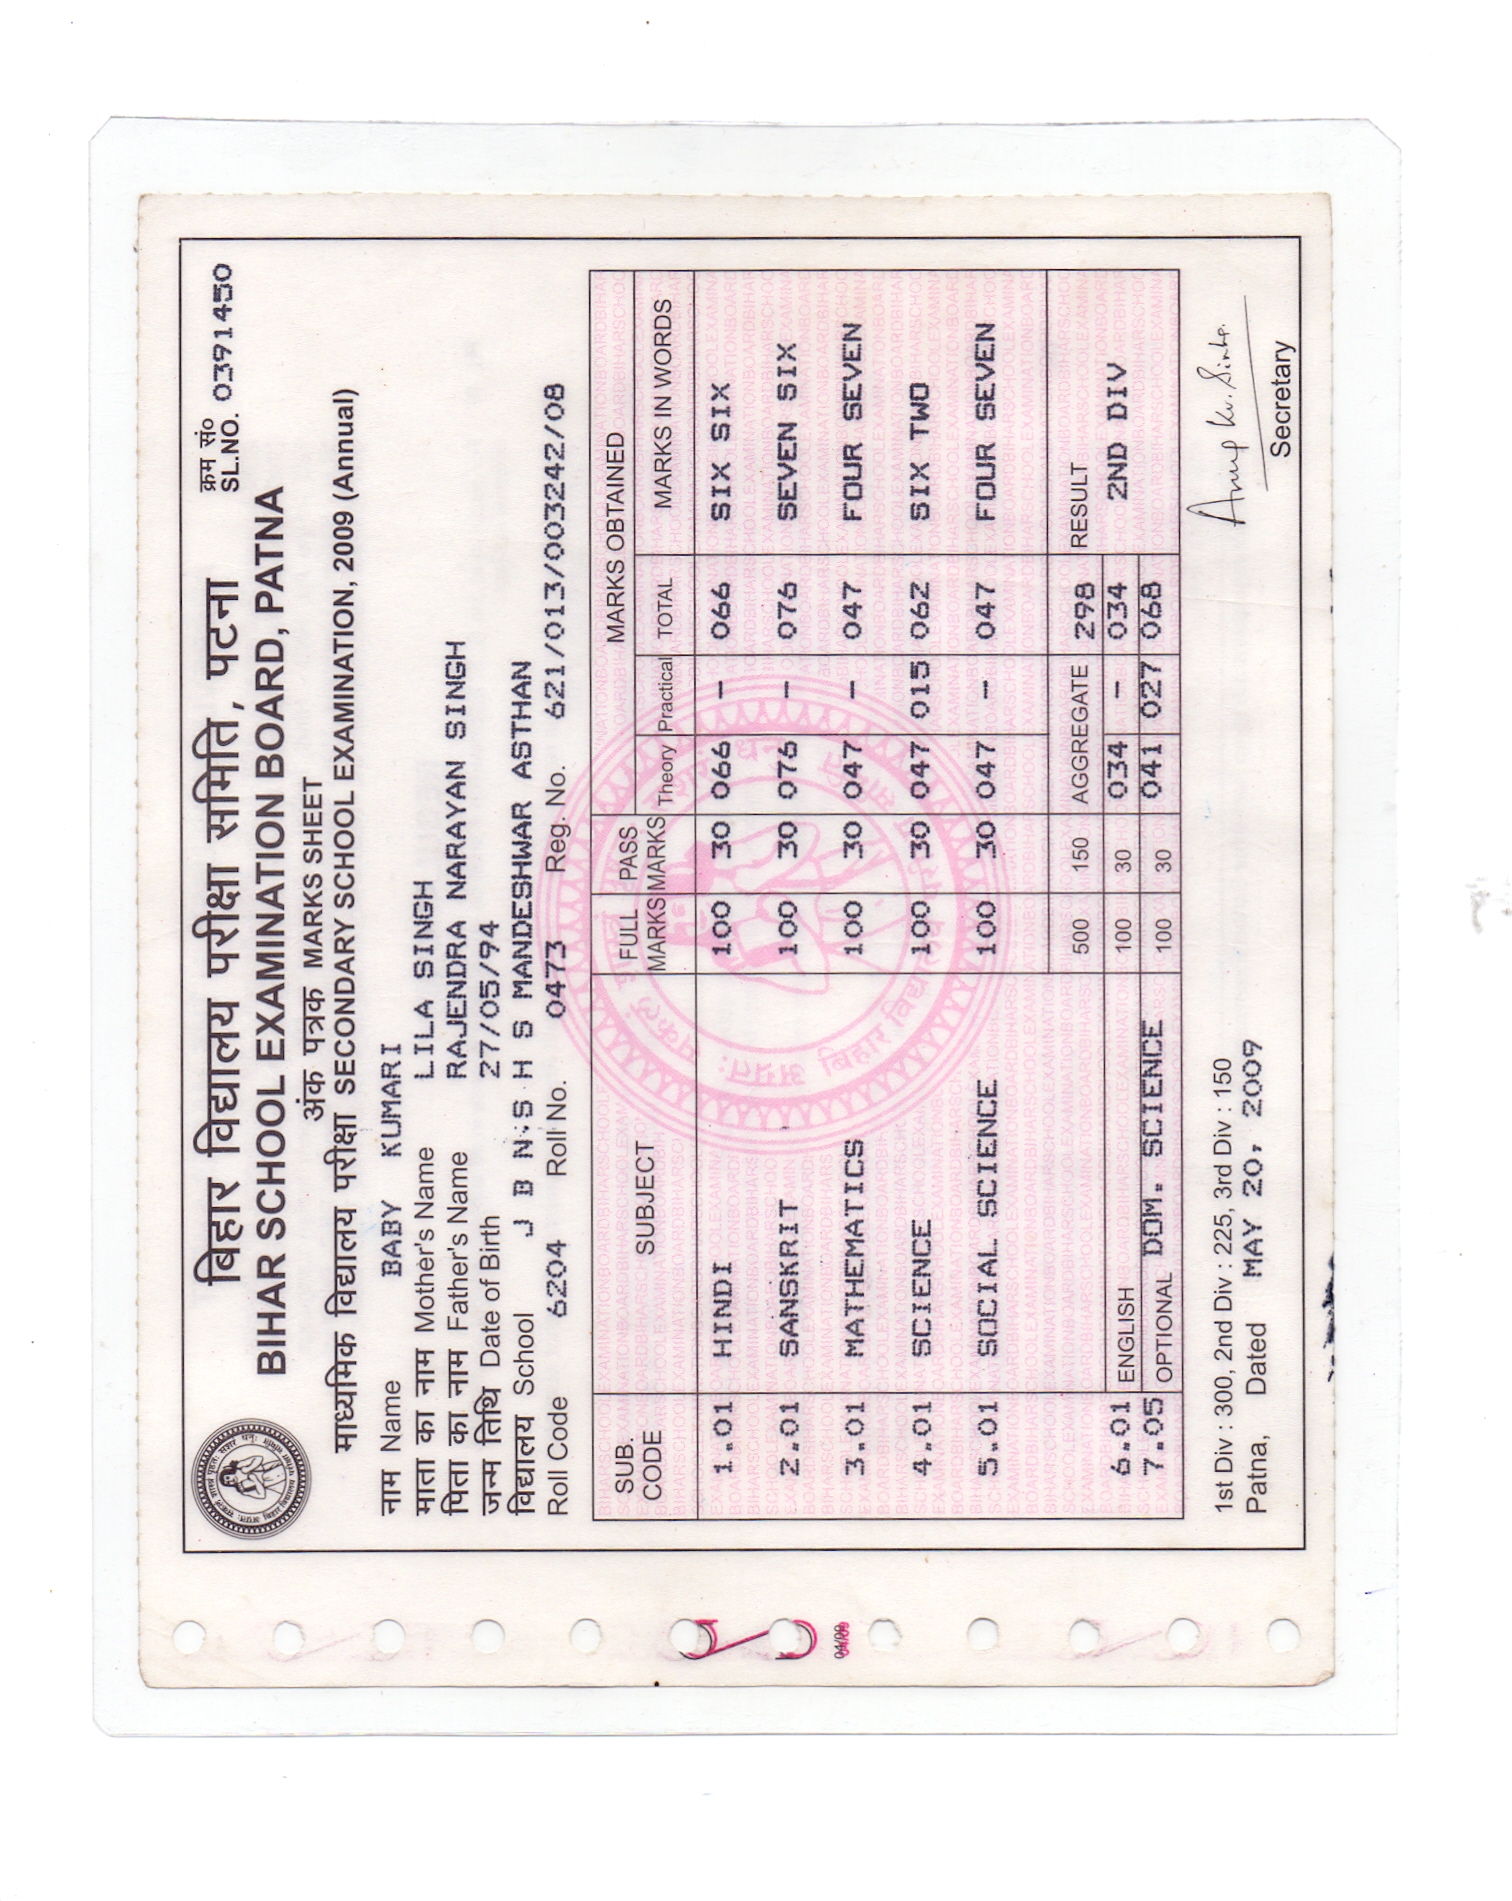 क्रम सं०
SL.NO. 0391450
बिहार विद्यालय परीक्षा समिति, पटना
BIHAR SCHOOL EXAMINATION BOARD, PATNA
अंक पत्रक MARKS SHEET
माध्यमिक विद्यालय परीक्षा SECONDARY SCHOOL EXAMINATION, 2009 (Annual)
नाम Name BABY KUMARI
माता का नाम Mother's Name LILA SINGH
पिता का नाम Father's Name RAJENDRA NARAYAN SINGH
जन्म तिथि Date of Birth 27/05/94
विद्यालय School J B N S H S MANDESHWAR ASTHAN
Roll Code 6204 Roll No. 0473 Reg. No. 621/013/003242/08
SUB. CODE SUBJECT FULL MARKS PASS MARKS MARKS OBTAINED
Theory Practical TOTAL MARKS IN WORDS
1.01 HINDI 100 30 066 - 066 SIX SIX
2.01 SANSKRIT 100 30 076 - 076 SEVEN SIX
3.01 MATHEMATICS 100 30 047 - 047 FOUR SEVEN
4.01 SCIENCE 100 30 047 015 062 SIX TWO
5.01 SOCIAL SCIENCE 100 30 047 - 047 FOUR SEVEN
500 150 AGGREGATE 298 RESULT
6.01 ENGLISH 100 30 034 - 034 2ND DIV
7.05 OPTIONAL DOM. SCIENCE 100 30 041 027 068
1st Div : 300, 2nd Div : 225, 3rd Div : 150
Patna, Dated MAY 20, 2009
Anup Kr. Sinha.
Secretary
04/09